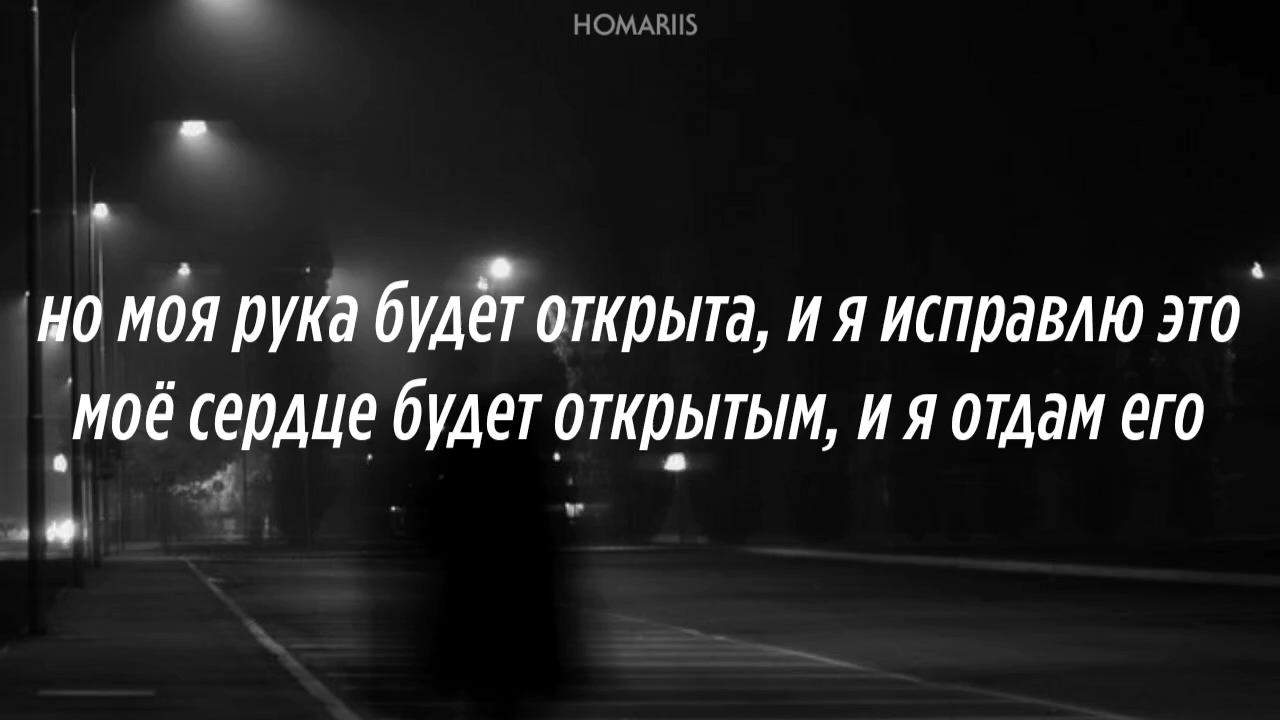 HOMARIIS
но моя рука будет открыта, и я исправлю это
моё сердце будет открытым, и я отдам его